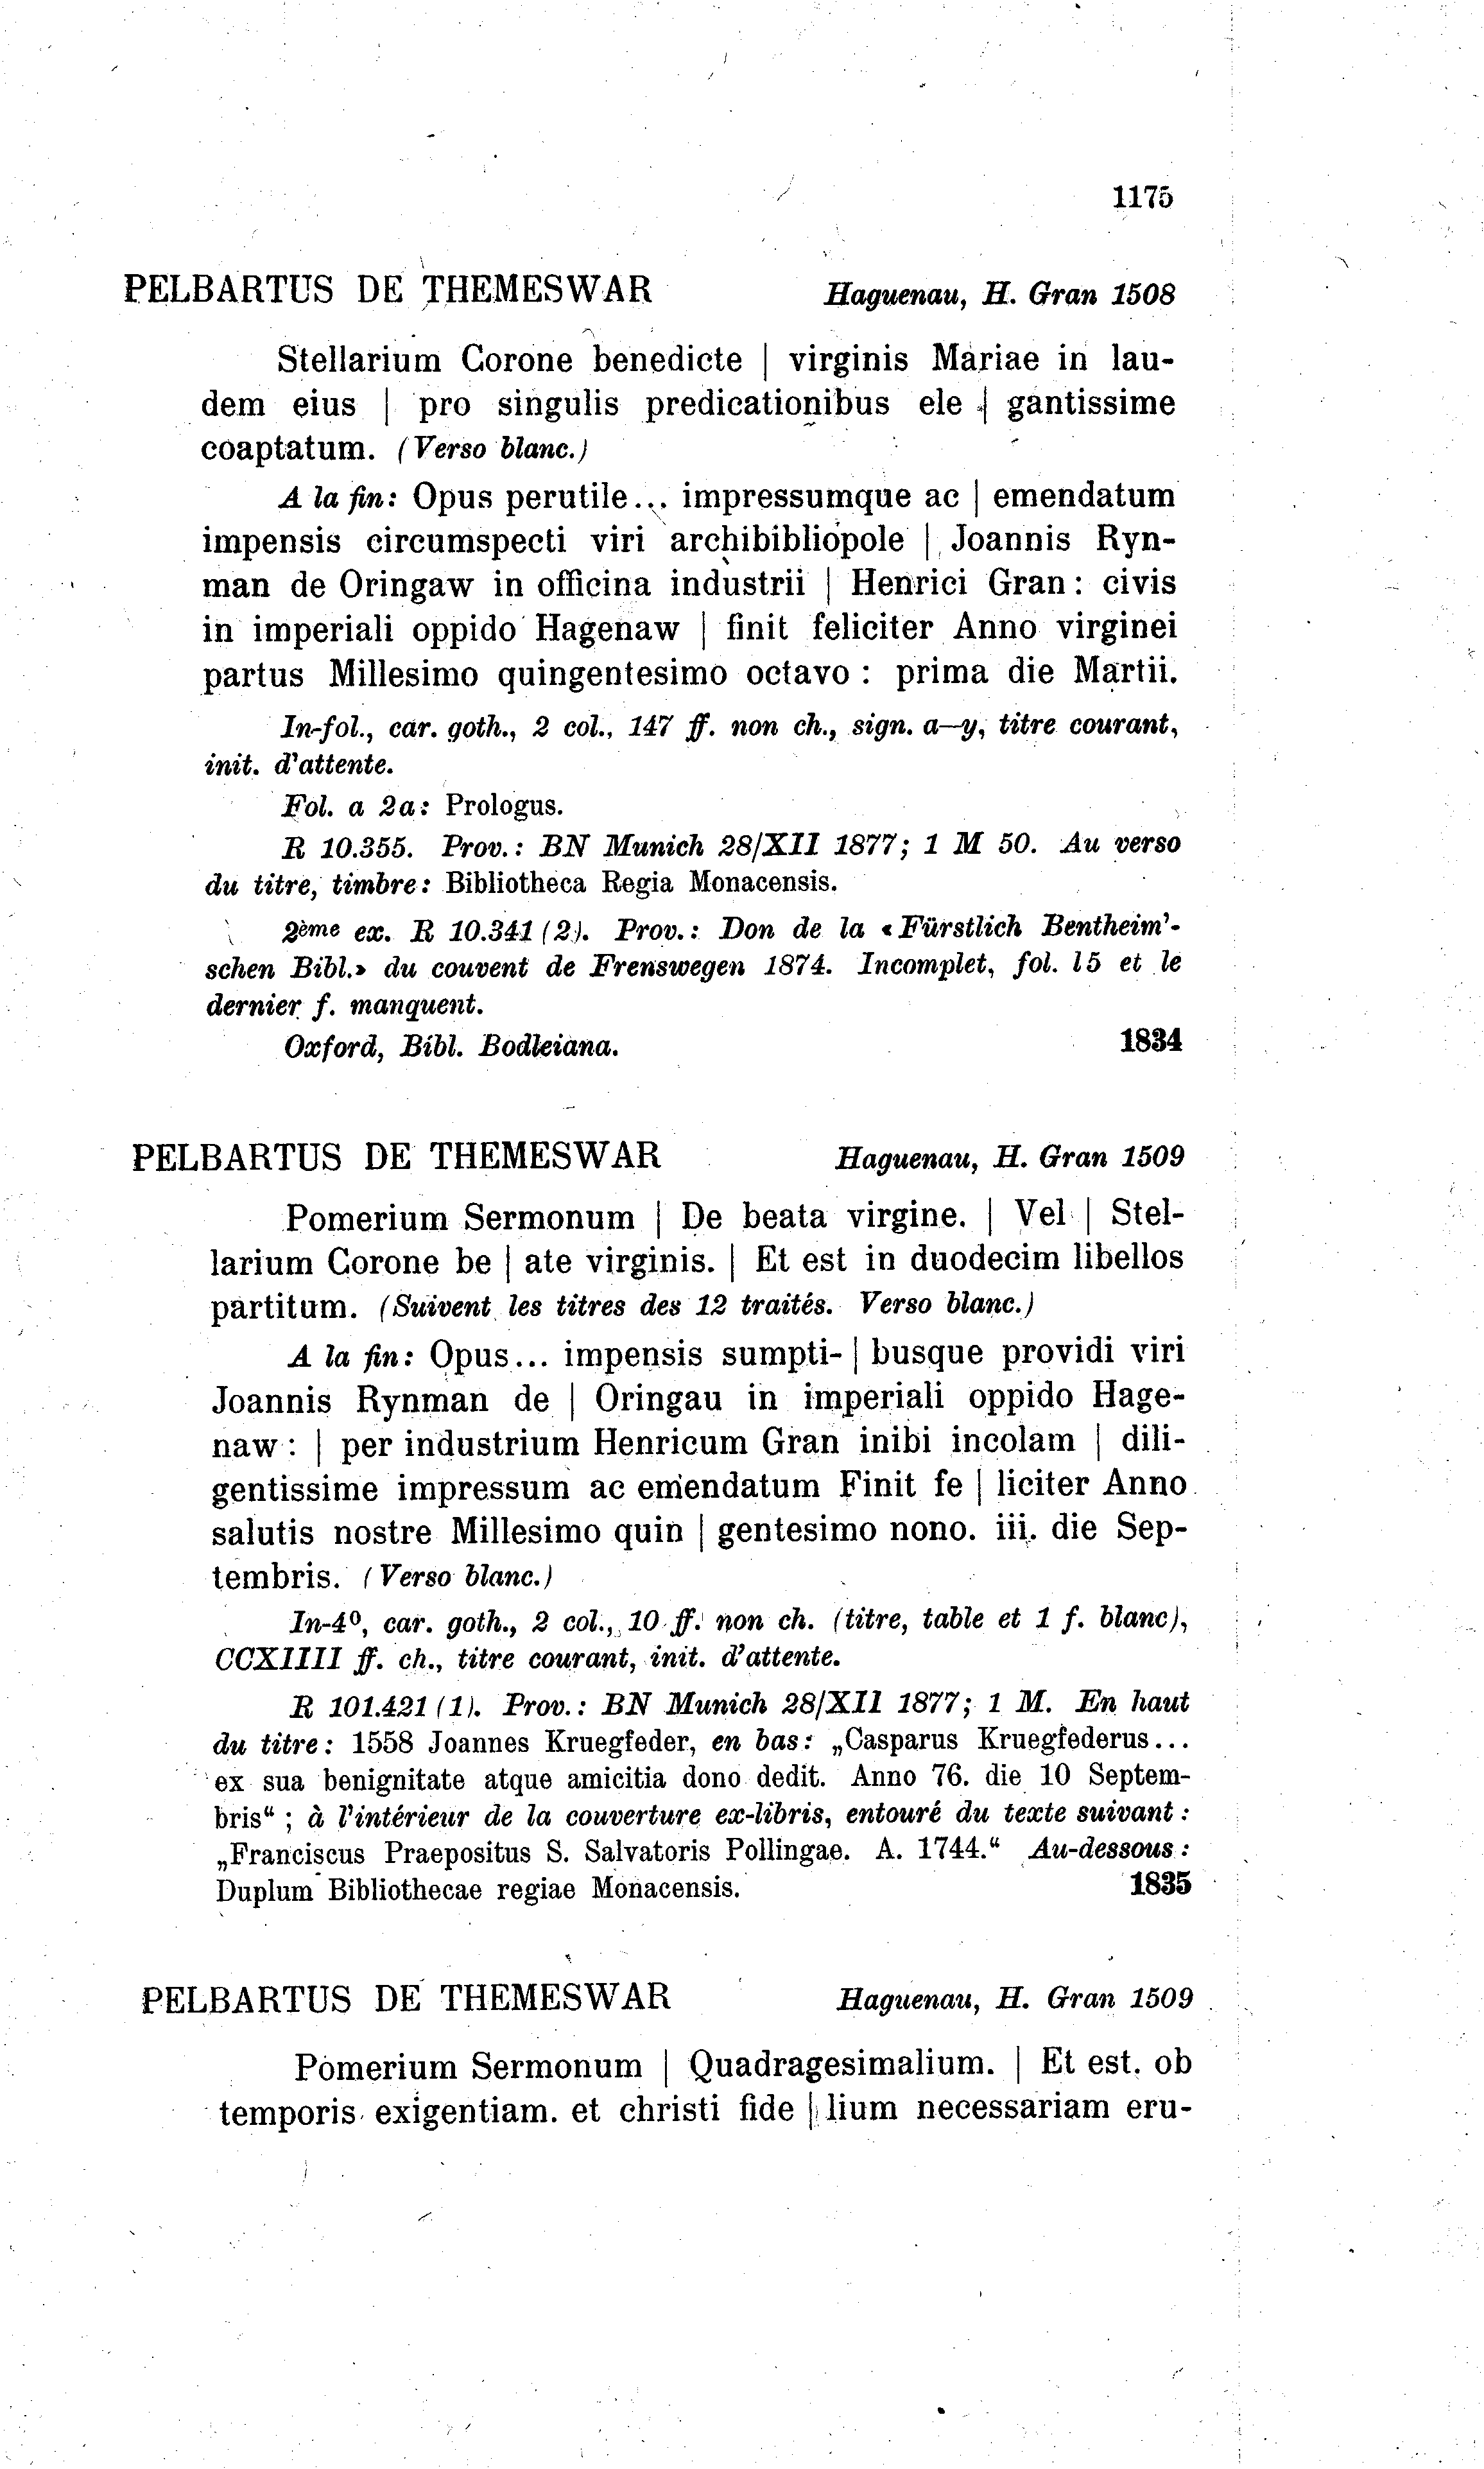 1175
PELBARTUS DE THEMESWAR Haguenau, H. Gran 1508
Stellarium Corone benedicte | virginis Mariae in lau-
dem eius | pro singulis predicationibus ele | gantissime
coaptatum. (Verso blanc.)
A la fin: Opus perutile... impressumque ac | emendatum
impensis circumspecti viri archibibliopole | Joannis Ryn-
man de Oringaw in officina industrii | Henrici Gran: civis
in imperiali oppido Hagenaw | finit feliciter Anno virginei
partus Millesimo quingentesimo octavo: prima die Martii.
In-fol., car. goth., 2 col., 147 ff. non ch., sign. a—y, titre courant,
init. d'attente.
Fol. a 2a: Prologus.
R 10.355. Prov.: BN Munich 28/XII 1877; 1 M 50. Au verso
du titre, timbre: Bibliotheca Regia Monacensis.
2ème ex. R 10.341 (2). Prov.: Don de la «Fürstlich Bentheim'-
schen Bibl.» du couvent de Frenswegen 1874. Incomplet, fol. 15 et le
dernier f. manquent.
Oxford, Bibl. Bodleiana. 1834
PELBARTUS DE THEMESWAR Haguenau, H. Gran 1509
Pomerium Sermonum | De beata virgine. | Vel | Stel-
larium Corone be | ate virginis. | Et est in duodecim libellos
partitum. (Suivent les titres des 12 traités. Verso blanc.)
A la fin: Opus... impensis sumpti- | busque providi viri
Joannis Rynman de | Oringau in imperiali oppido Hage-
naw: | per industrium Henricum Gran inibi incolam | dili-
gentissime impressum ac emendatum Finit fe | liciter Anno
salutis nostre Millesimo quin | gentesimo nono. iii. die Sep-
tembris. (Verso blanc.)
In-4º, car. goth., 2 col., 10 ff. non ch. (titre, table et 1 f. blanc),
CCXIIII ff. ch., titre courant, init. d'attente.
R 101.421 (1). Prov.: BN Munich 28/XII 1877; 1 M. En haut
du titre: 1558 Joannes Kruegfeder, en bas: „Casparus Kruegfederus...
ex sua benignitate atque amicitia dono dedit. Anno 76. die 10 Septem-
bris“; à l'intérieur de la couverture ex-libris, entouré du texte suivant:
„Franciscus Praepositus S. Salvatoris Pollingae. A. 1744.“ Au-dessous:
Duplum Bibliothecae regiae Monacensis. 1835
PELBARTUS DE THEMESWAR Haguenau, H. Gran 1509
Pomerium Sermonum | Quadragesimalium. | Et est. ob
temporis exigentiam. et christi fide | lium necessariam eru-